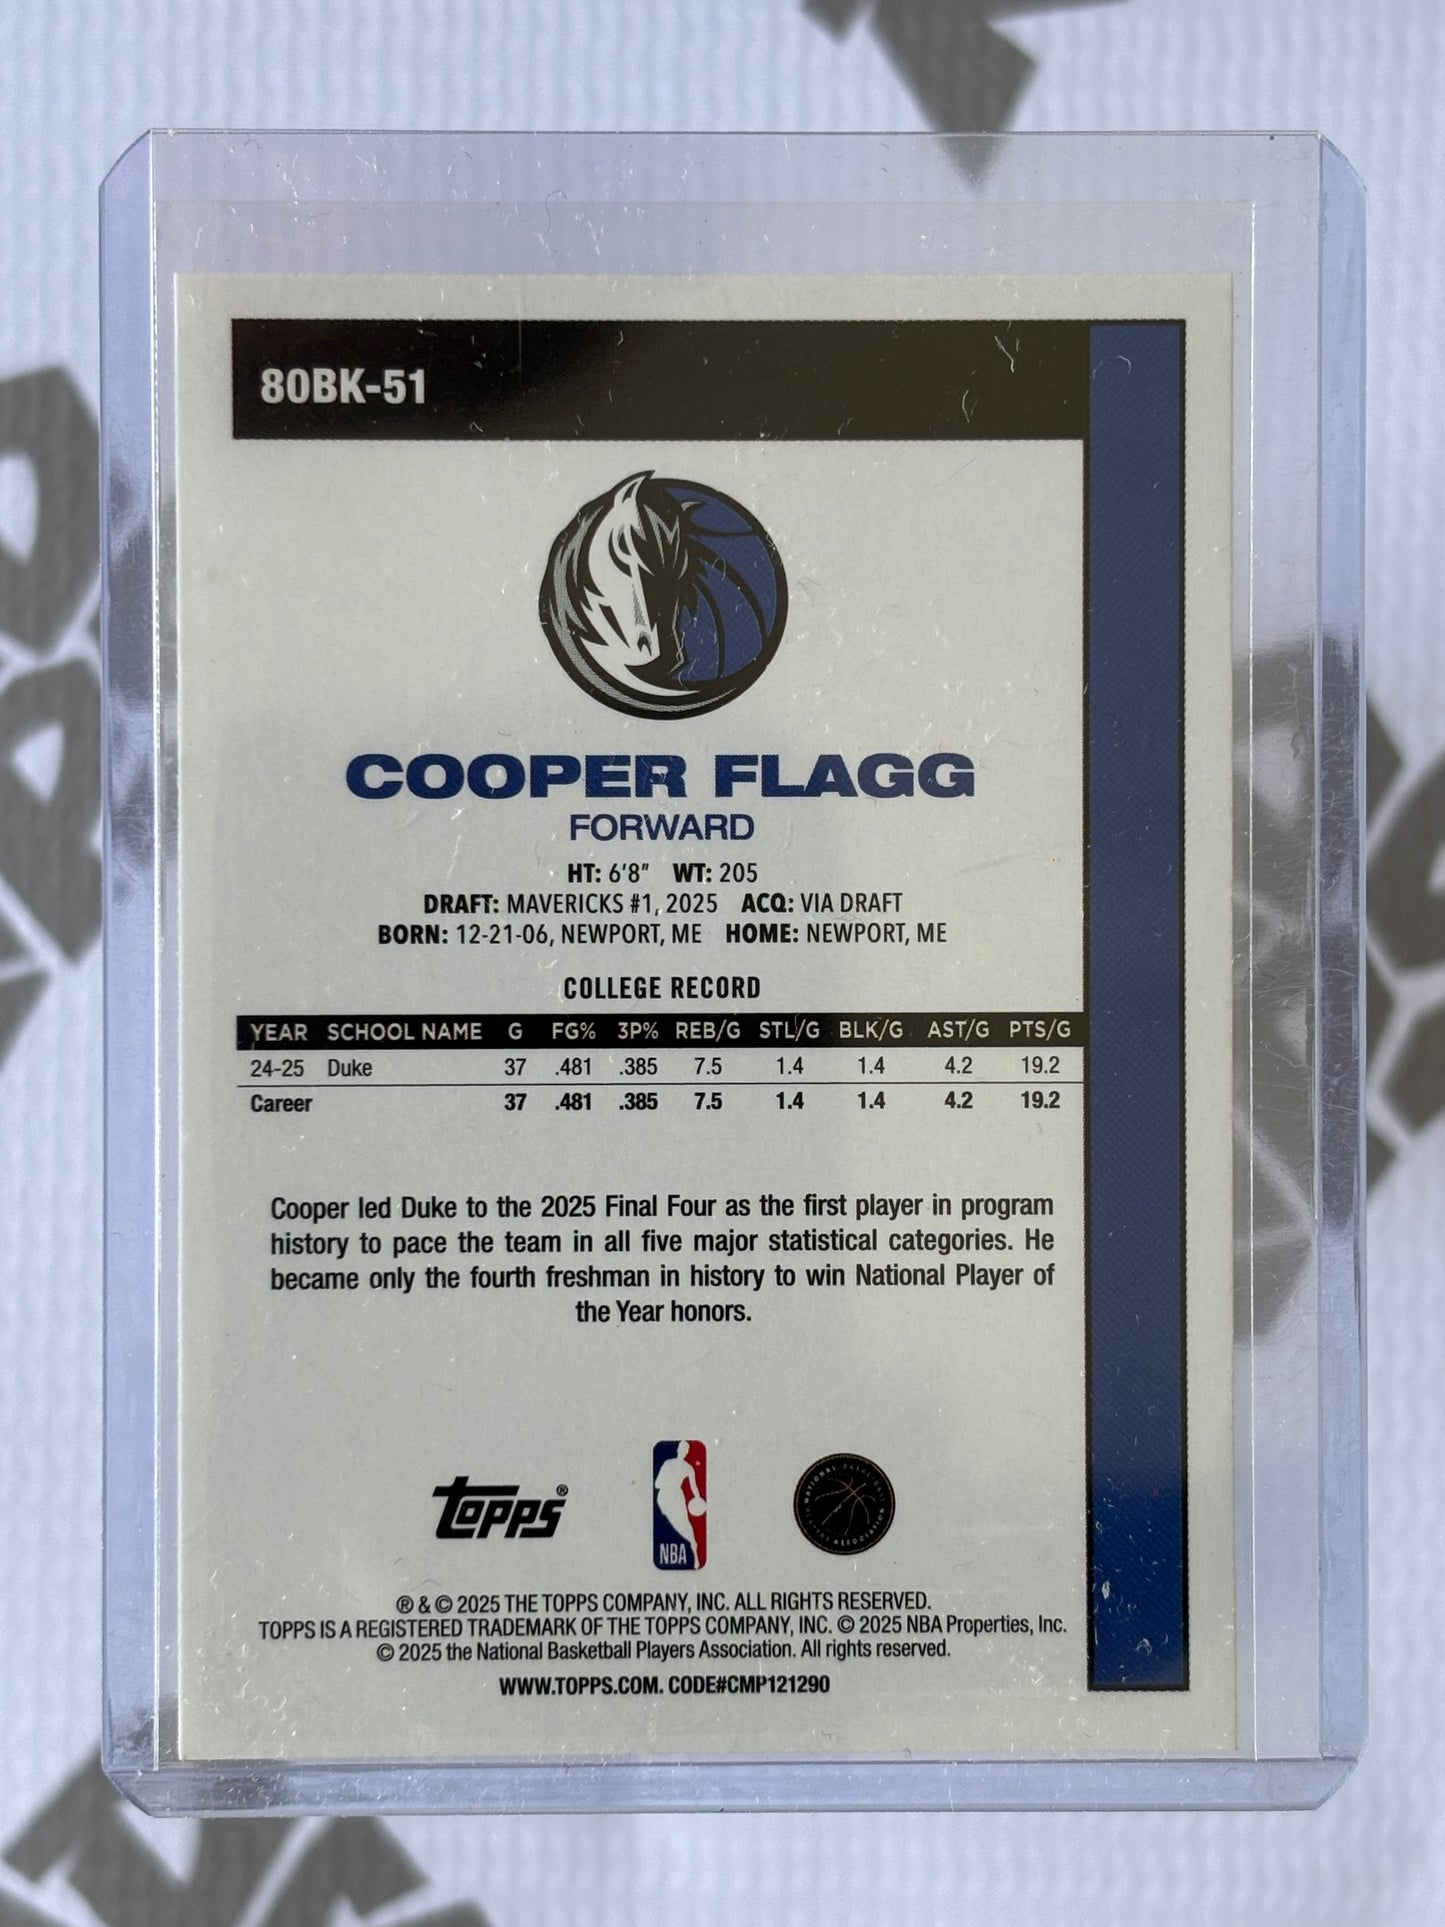 80BK-51
COOPER FLAGG
FORWARD
HT: 6'8" WT: 205
DRAFT: MAVERICKS #1, 2025 ACQ: VIA DRAFT
BORN: 12-21-06, NEWPORT, ME HOME: NEWPORT, ME
COLLEGE RECORD
YEAR SCHOOL NAME G FG% 3P% REB/G STL/G BLK/G AST/G PTS/G
24-25 Duke 37 .481 .385 7.5 1.4 1.4 4.2 19.2
Career 37 .481 .385 7.5 1.4 1.4 4.2 19.2
Cooper led Duke to the 2025 Final Four as the first player in program
history to pace the team in all five major statistical categories. He
became only the fourth freshman in history to win National Player of
the Year honors.
topps®
NBA
NATIONAL BASKETBALL PLAYERS ASSOCIATION
® & © 2025 THE TOPPS COMPANY, INC. ALL RIGHTS RESERVED.
TOPPS IS A REGISTERED TRADEMARK OF THE TOPPS COMPANY, INC. © 2025 NBA Properties, Inc.
© 2025 the National Basketball Players Association. All rights reserved.
WWW.TOPPS.COM. CODE#CMP121290